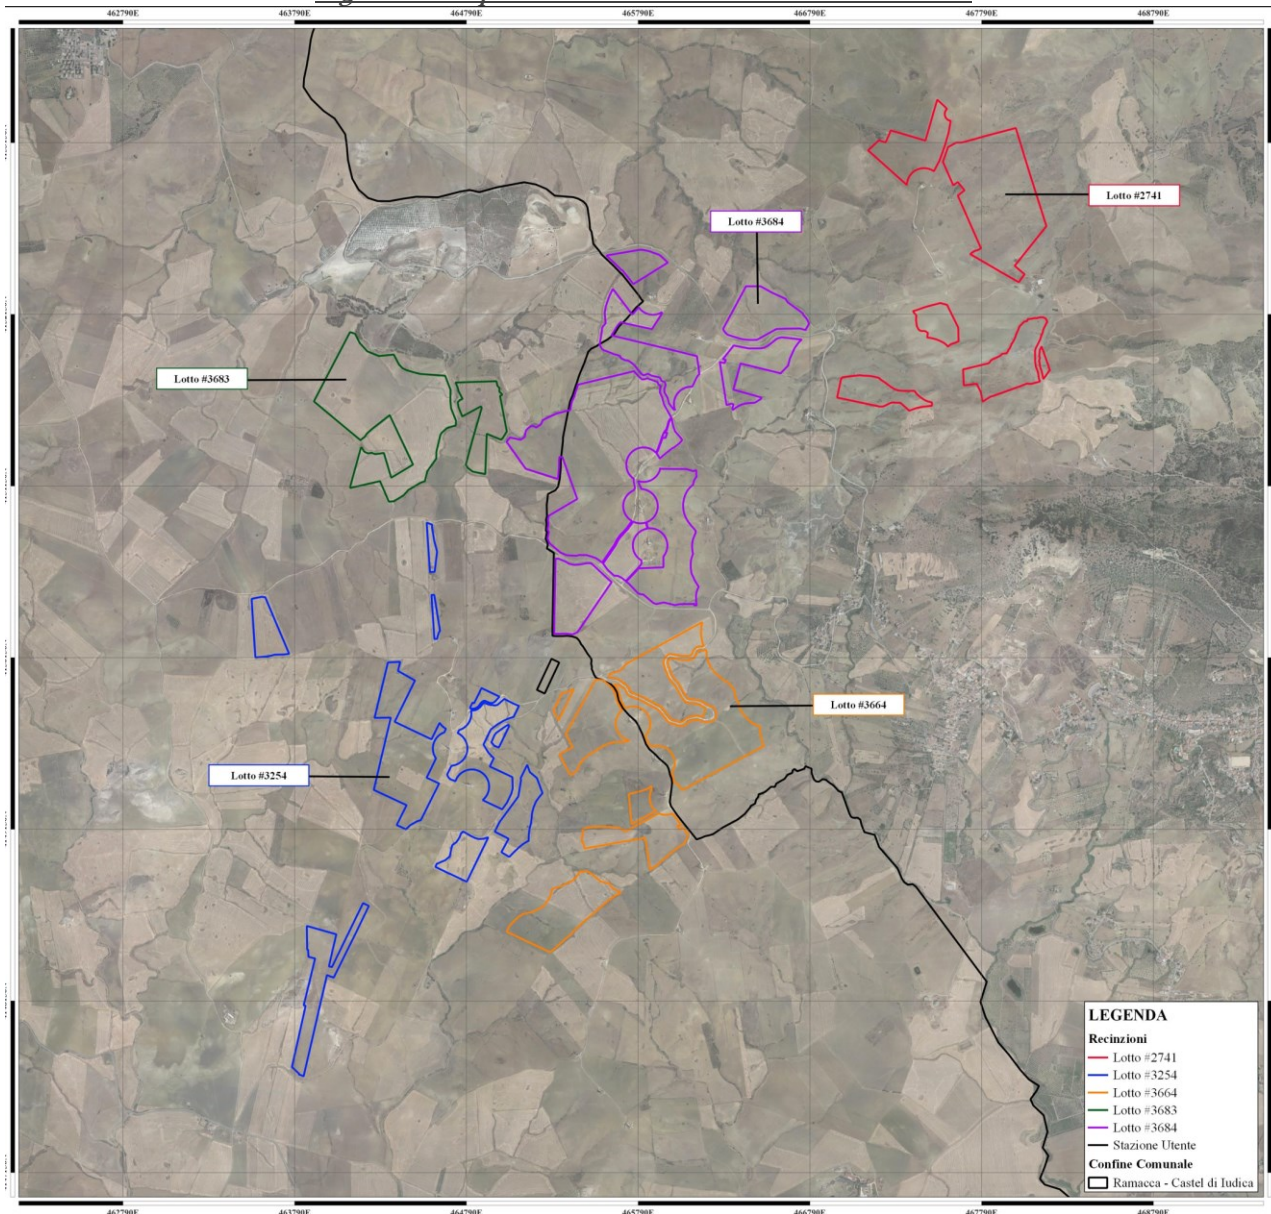 462790E 463790E 464790E 465790E 466790E 467790E 468790E
Lotto #2741
Lotto #3684
Lotto #3683
Lotto #3664
Lotto #3254
LEGENDA
Recinzioni
Lotto #2741
Lotto #3254
Lotto #3664
Lotto #3683
Lotto #3684
Stazione Utente
Confine Comunale
Ramacca - Castel di Iudica
462790E 463790E 464790E 465790E 466790E 467790E 468790E